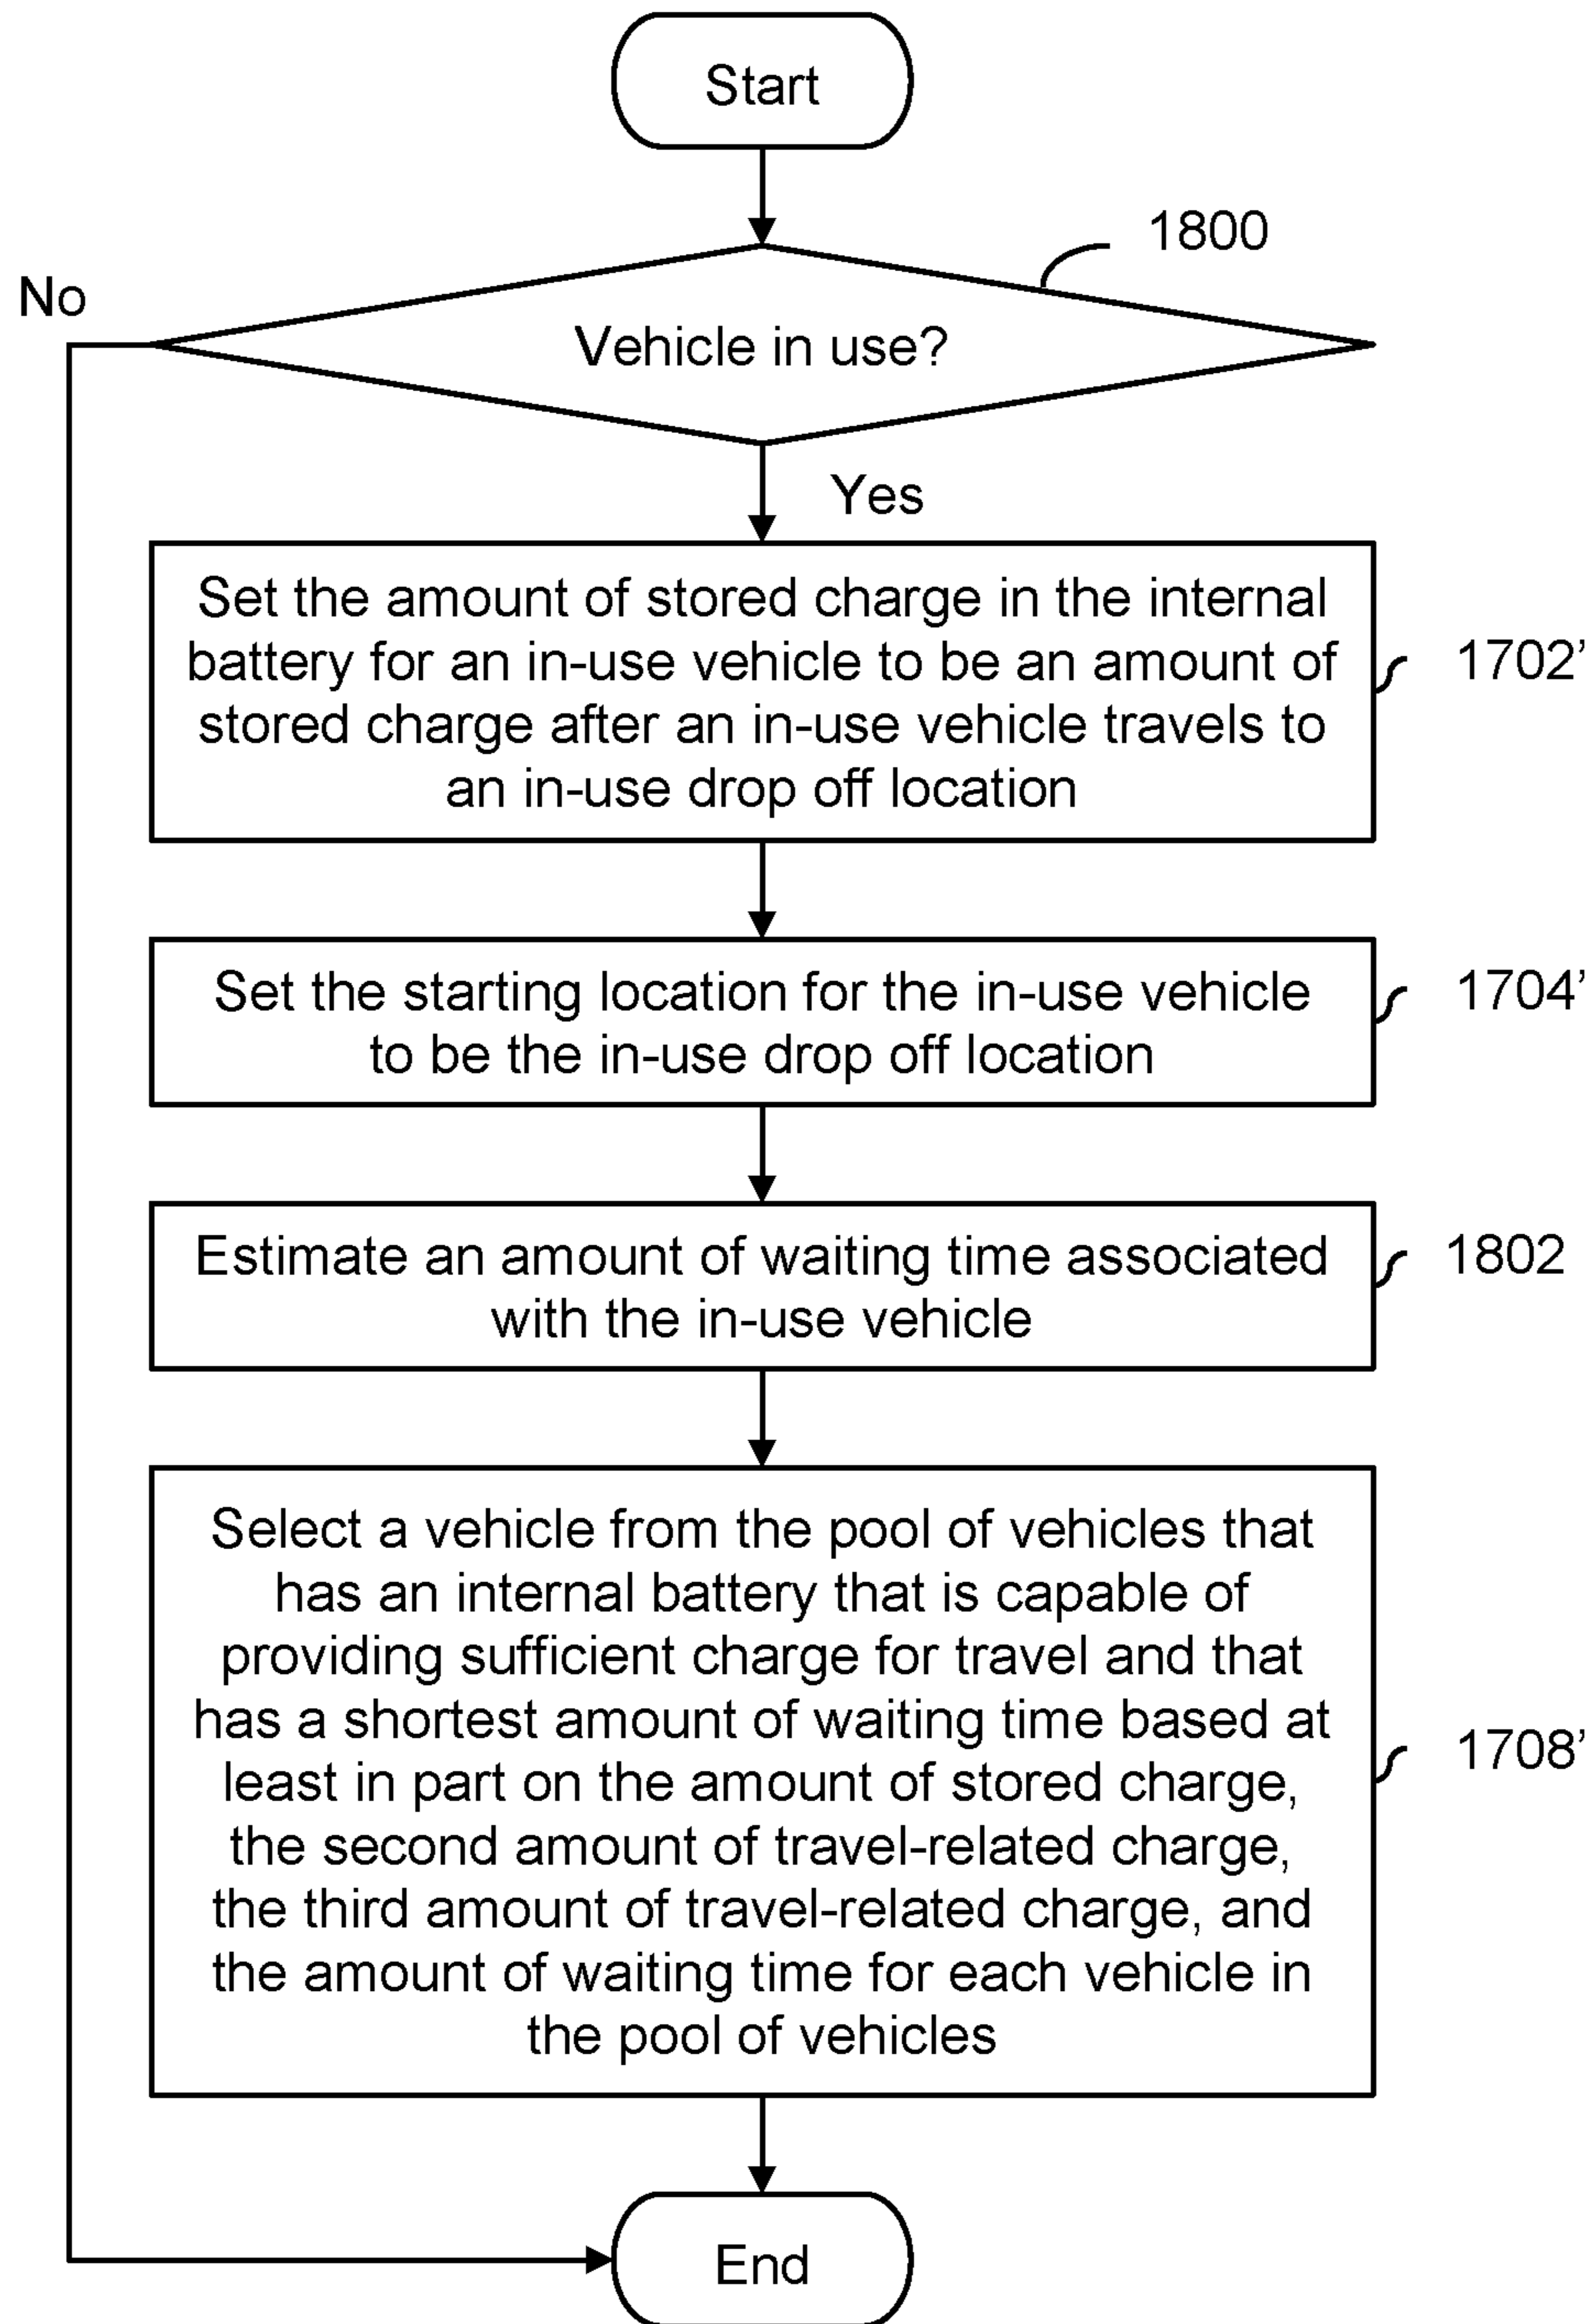 Start
1800
No
Vehicle in use?
Yes
Set the amount of stored charge in the internal
battery for an in-use vehicle to be an amount of
stored charge after an in-use vehicle travels to
an in-use drop off location
1702’
Set the starting location for the in-use vehicle
to be the in-use drop off location
1704’
Estimate an amount of waiting time associated
with the in-use vehicle
1802
Select a vehicle from the pool of vehicles that
has an internal battery that is capable of
providing sufficient charge for travel and that
has a shortest amount of waiting time based at
least in part on the amount of stored charge,
the second amount of travel-related charge,
the third amount of travel-related charge, and
the amount of waiting time for each vehicle in
the pool of vehicles
1708’
End